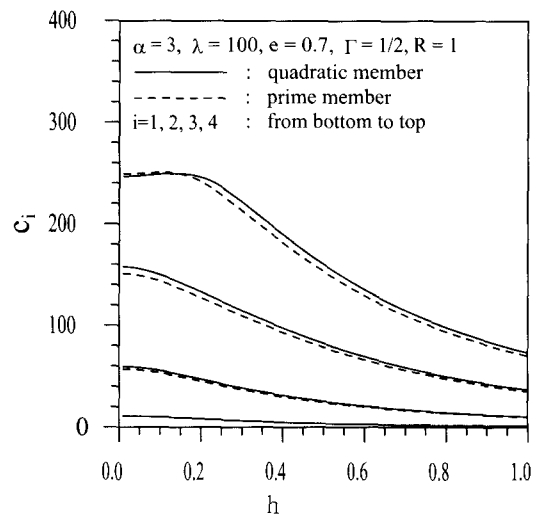 400
α = 3, λ = 100, e = 0.7, Γ = 1/2, R = 1
: quadratic member
: prime member
i=1, 2, 3, 4 : from bottom to top
300
200
100
0
c_i
0.0 0.2 0.4 0.6 0.8 1.0
h